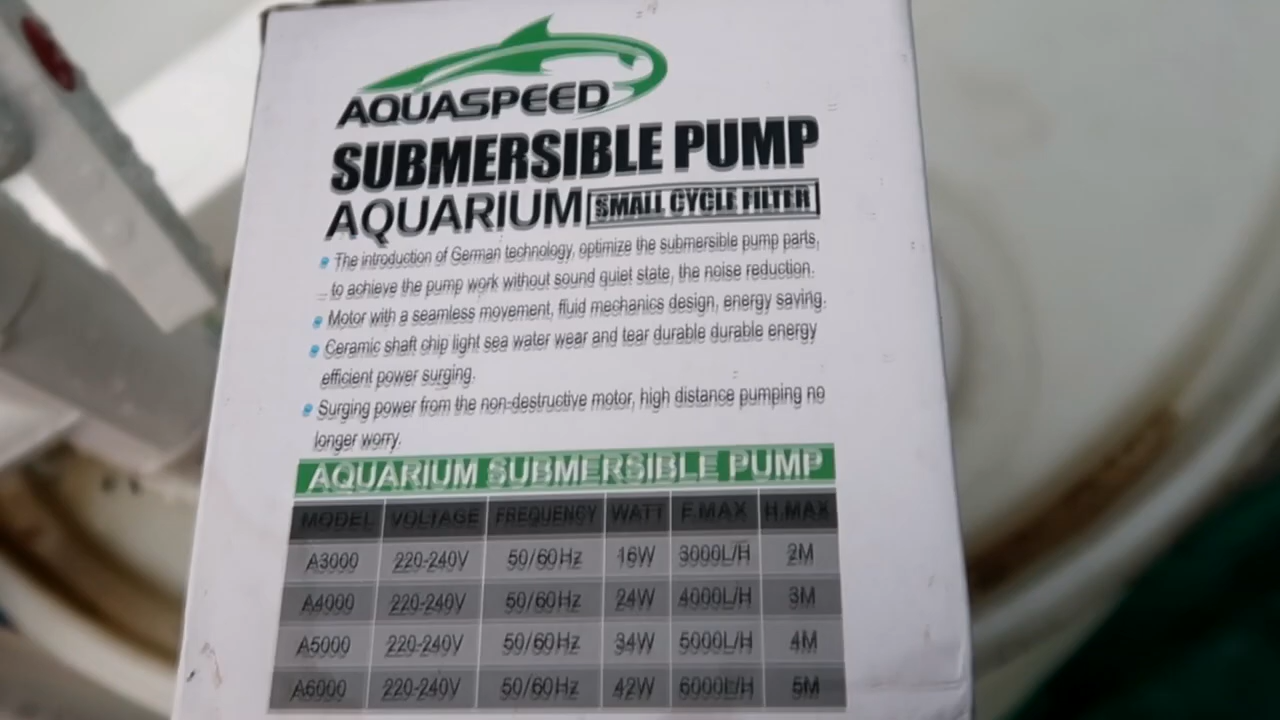 AQUASPEED
SUBMERSIBLE PUMP
AQUARIUM SMALL CYCLE FILTER
The introduction of German technology, optimize the submersible pump parts,
to achieve the pump work without sound quiet state, the noise reduction.
Motor with a seamless movement, fluid mechanics design, energy saving.
Ceramic shaft chip light sea water wear and tear durable durable energy
efficient power surging.
Surging power from the non-destructive motor, high distance pumping no
longer worry.
AQUARIUM SUBMERSIBLE PUMP
MODEL VOLTAGE FREQUENCY WATT F.MAX H.MAX
A3000 220-240V 50/60Hz 16W 3000L/H 2M
A4000 220-240V 50/60Hz 24W 4000L/H 3M
A5000 220-240V 50/60Hz 34W 5000L/H 4M
A6000 220-240V 50/60Hz 42W 6000L/H 5M